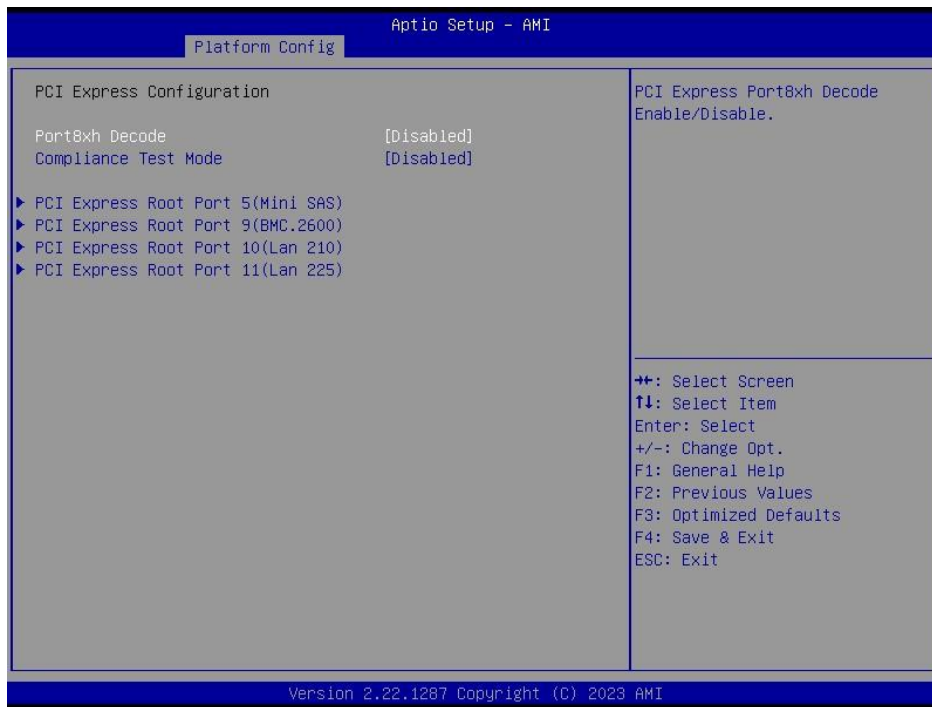 Aptio Setup – AMI
Platform Config
PCI Express Configuration
Port8xh Decode [Disabled]
Compliance Test Mode [Disabled]
▶ PCI Express Root Port 5(Mini SAS)
▶ PCI Express Root Port 9(BMC.2600)
▶ PCI Express Root Port 10(Lan 210)
▶ PCI Express Root Port 11(Lan 225)
PCI Express Port8xh Decode
Enable/Disable.
→←: Select Screen
↑↓: Select Item
Enter: Select
+/-: Change Opt.
F1: General Help
F2: Previous Values
F3: Optimized Defaults
F4: Save & Exit
ESC: Exit
Version 2.22.1287 Copyright (C) 2023 AMI